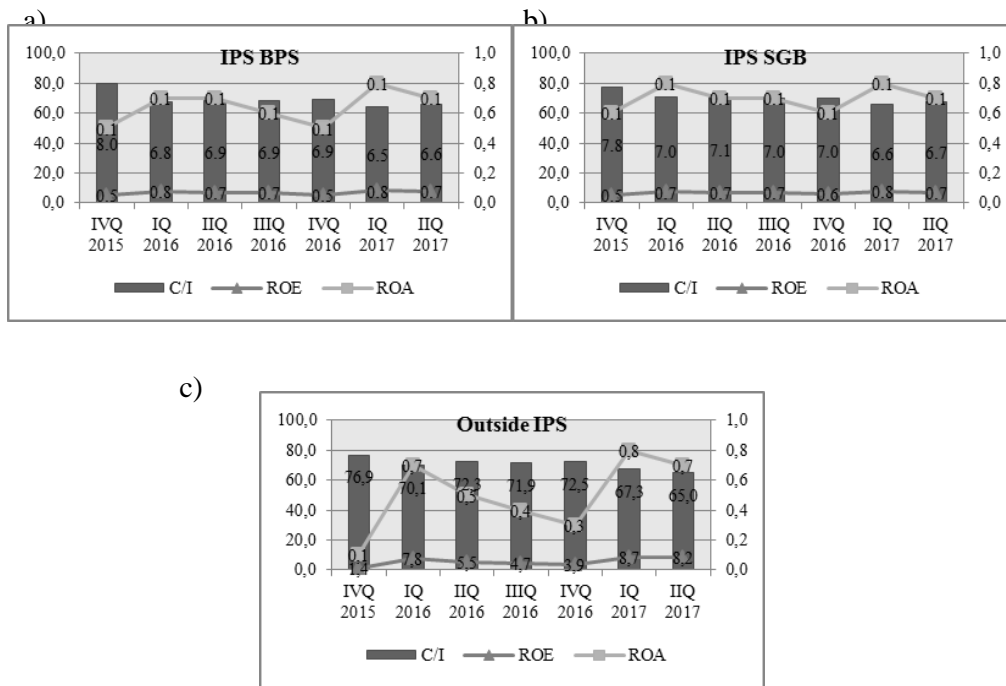 a) b)
IPS BPS
100,0 80,0 60,0 40,0 20,0 0,0
1,0 0,8 0,6 0,4 0,2 0,0
0.1 0.1 0.1 0.1 0.1 0.1 0.1
8.0 6.8 6.9 6.9 6.9 6.5 6.6
0.5 0.8 0.7 0.7 0.5 0.8 0.7
IVQ IQ IIQ IIIQ IVQ IQ IIQ
2015 2016 2016 2016 2016 2017 2017
C/I ROE ROA
IPS SGB
100,0 80,0 60,0 40,0 20,0 0,0
1,0 0,8 0,6 0,4 0,2 0,0
0.1 0.1 0.1 0.1 0.1 0.1 0.1
7.8 7.0 7.1 7.0 7.0 6.6 6.7
0.5 0.7 0.7 0.7 0.6 0.8 0.7
IVQ IQ IIQ IIIQ IVQ IQ IIQ
2015 2016 2016 2016 2016 2017 2017
C/I ROE ROA
c)
Outside IPS
100,0 80,0 60,0 40,0 20,0 0,0
1,0 0,8 0,6 0,4 0,2 0,0
76,9 70,1 72,3 71,9 72,5 67,3 65,0
0,1 0,7 0,5 0,4 0,3 0,8 0,7
1,4 7,8 5,5 4,7 3,9 8,7 8,2
IVQ IQ IIQ IIIQ IVQ IQ IIQ
2015 2016 2016 2016 2016 2017 2017
C/I ROE ROA